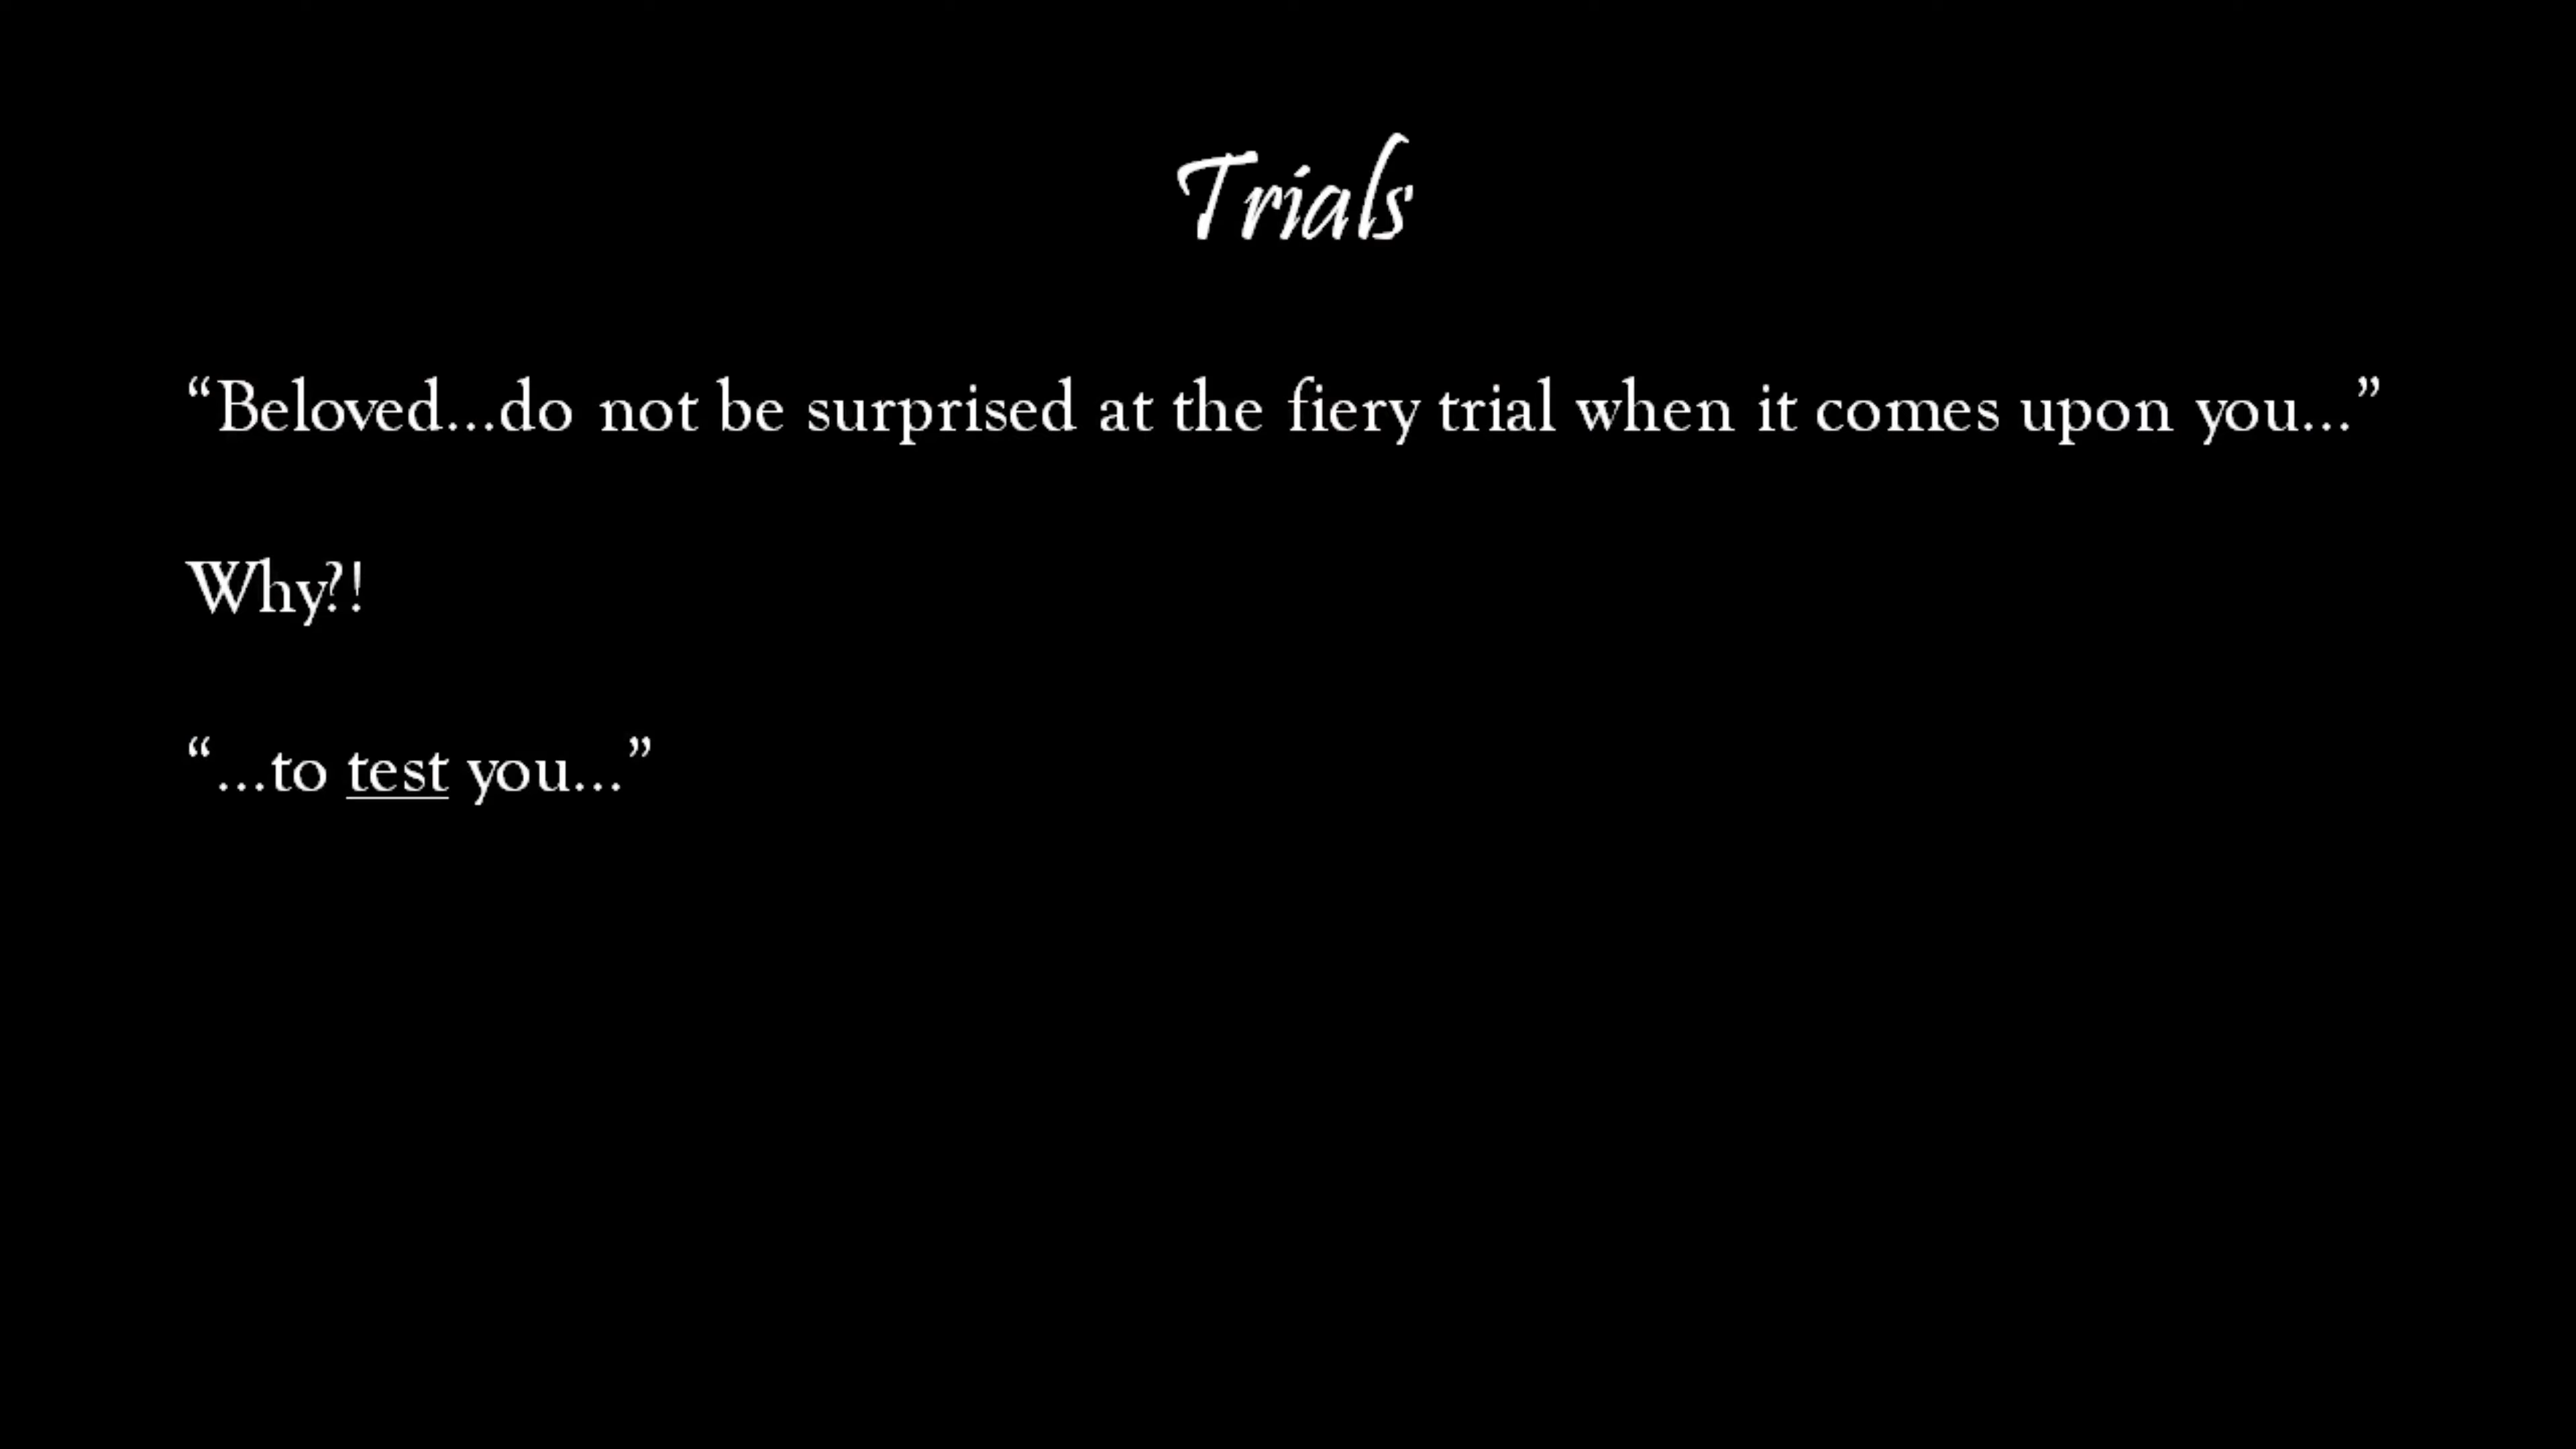 Trials
“Beloved...do not be surprised at the fiery trial when it comes upon you...”
Why?!
“...to test you...”